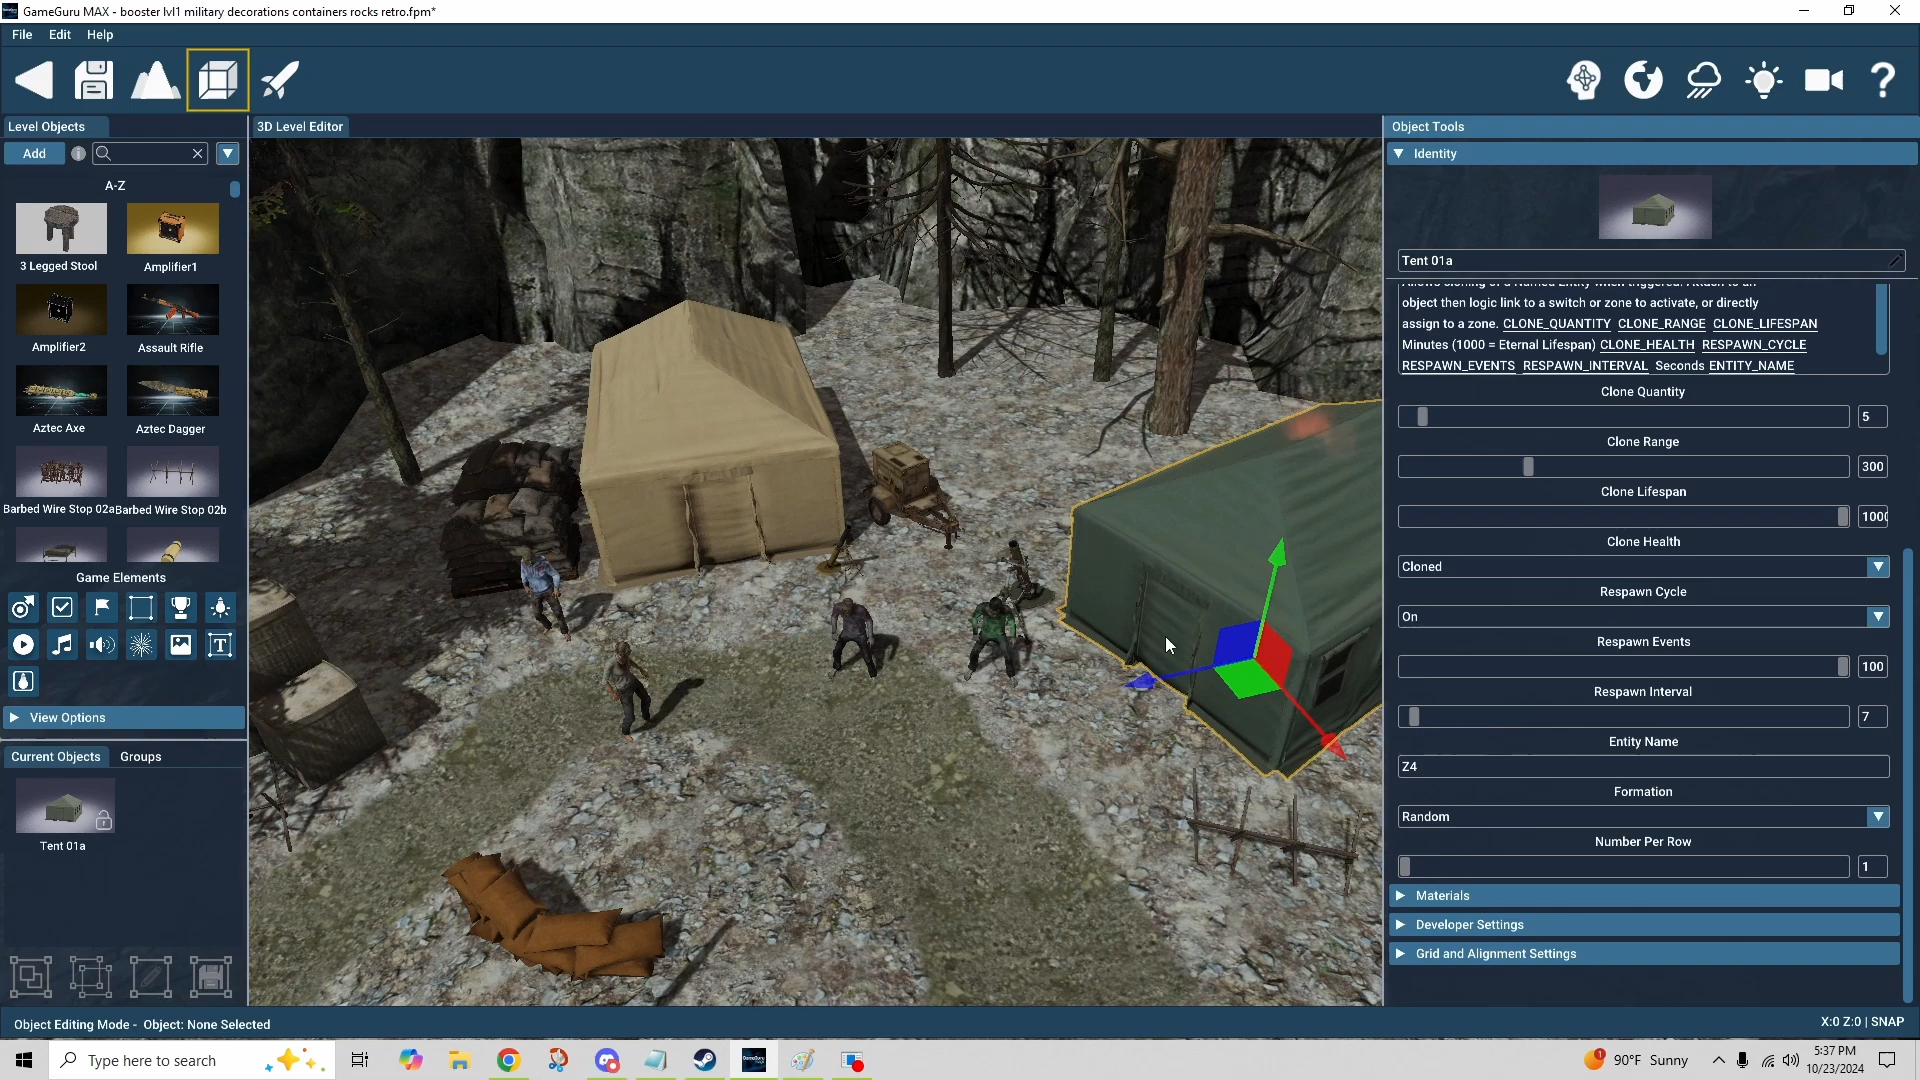 GameGuru MAX - booster lvl1 military decorations containers rocks retro.fpm*
File Edit Help
Level Objects
3D Level Editor
Object Tools
Add
Identity
A-Z
3 Legged Stool
Amplifier1
Tent 01a
Amplifier2
Assault Rifle
object then logic link to a switch or zone to activate, or directly
assign to a zone. CLONE_QUANTITY CLONE_RANGE CLONE_LIFESPAN
Minutes (1000 = Eternal Lifespan) CLONE_HEALTH RESPAWN_CYCLE
RESPAWN_EVENTS RESPAWN_INTERVAL Seconds ENTITY_NAME
Clone Quantity
5
Aztec Axe
Aztec Dagger
Clone Range
300
Clone Lifespan
Barbed Wire Stop 02a
Barbed Wire Stop 02b
1000
Clone Health
Cloned
Game Elements
Respawn Cycle
On
Respawn Events
100
Respawn Interval
7
View Options
Entity Name
Current Objects
Groups
Z4
Formation
Random
Tent 01a
Number Per Row
1
Materials
Developer Settings
Grid and Alignment Settings
Object Editing Mode - Object: None Selected
X:0 Z:0 | SNAP
Type here to search
1
90°F Sunny
5:37 PM
10/23/2024